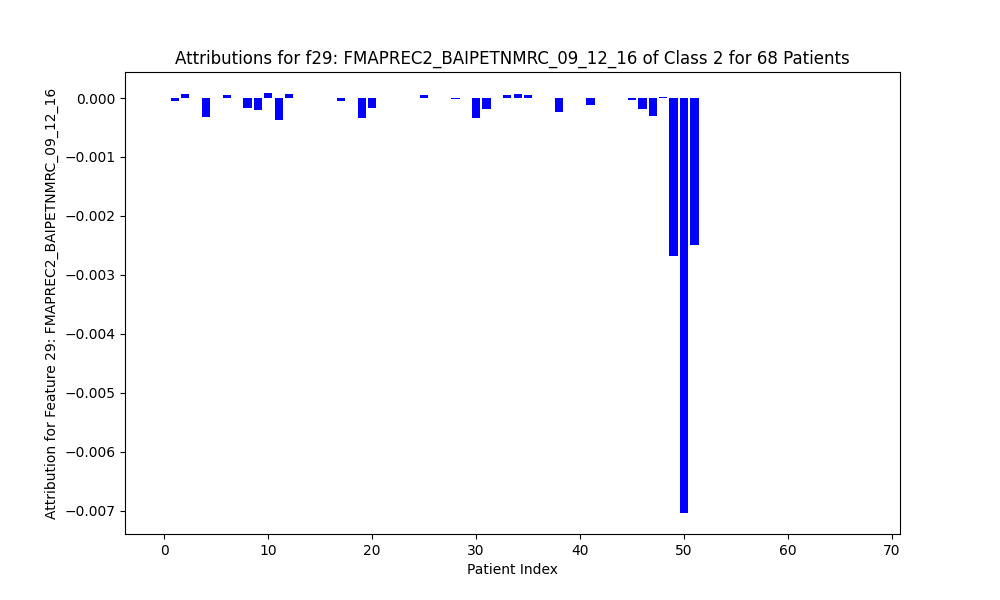 Attributions for f29: FMAPREC2_BAIPETNMRC_09_12_16 of Class 2 for 68 Patients
Attribution for Feature 29: FMAPREC2_BAIPETNMRC_09_12_16
0.000
−0.001
−0.002
−0.003
−0.004
−0.005
−0.006
−0.007
0 10 20 30 40 50 60 70
Patient Index